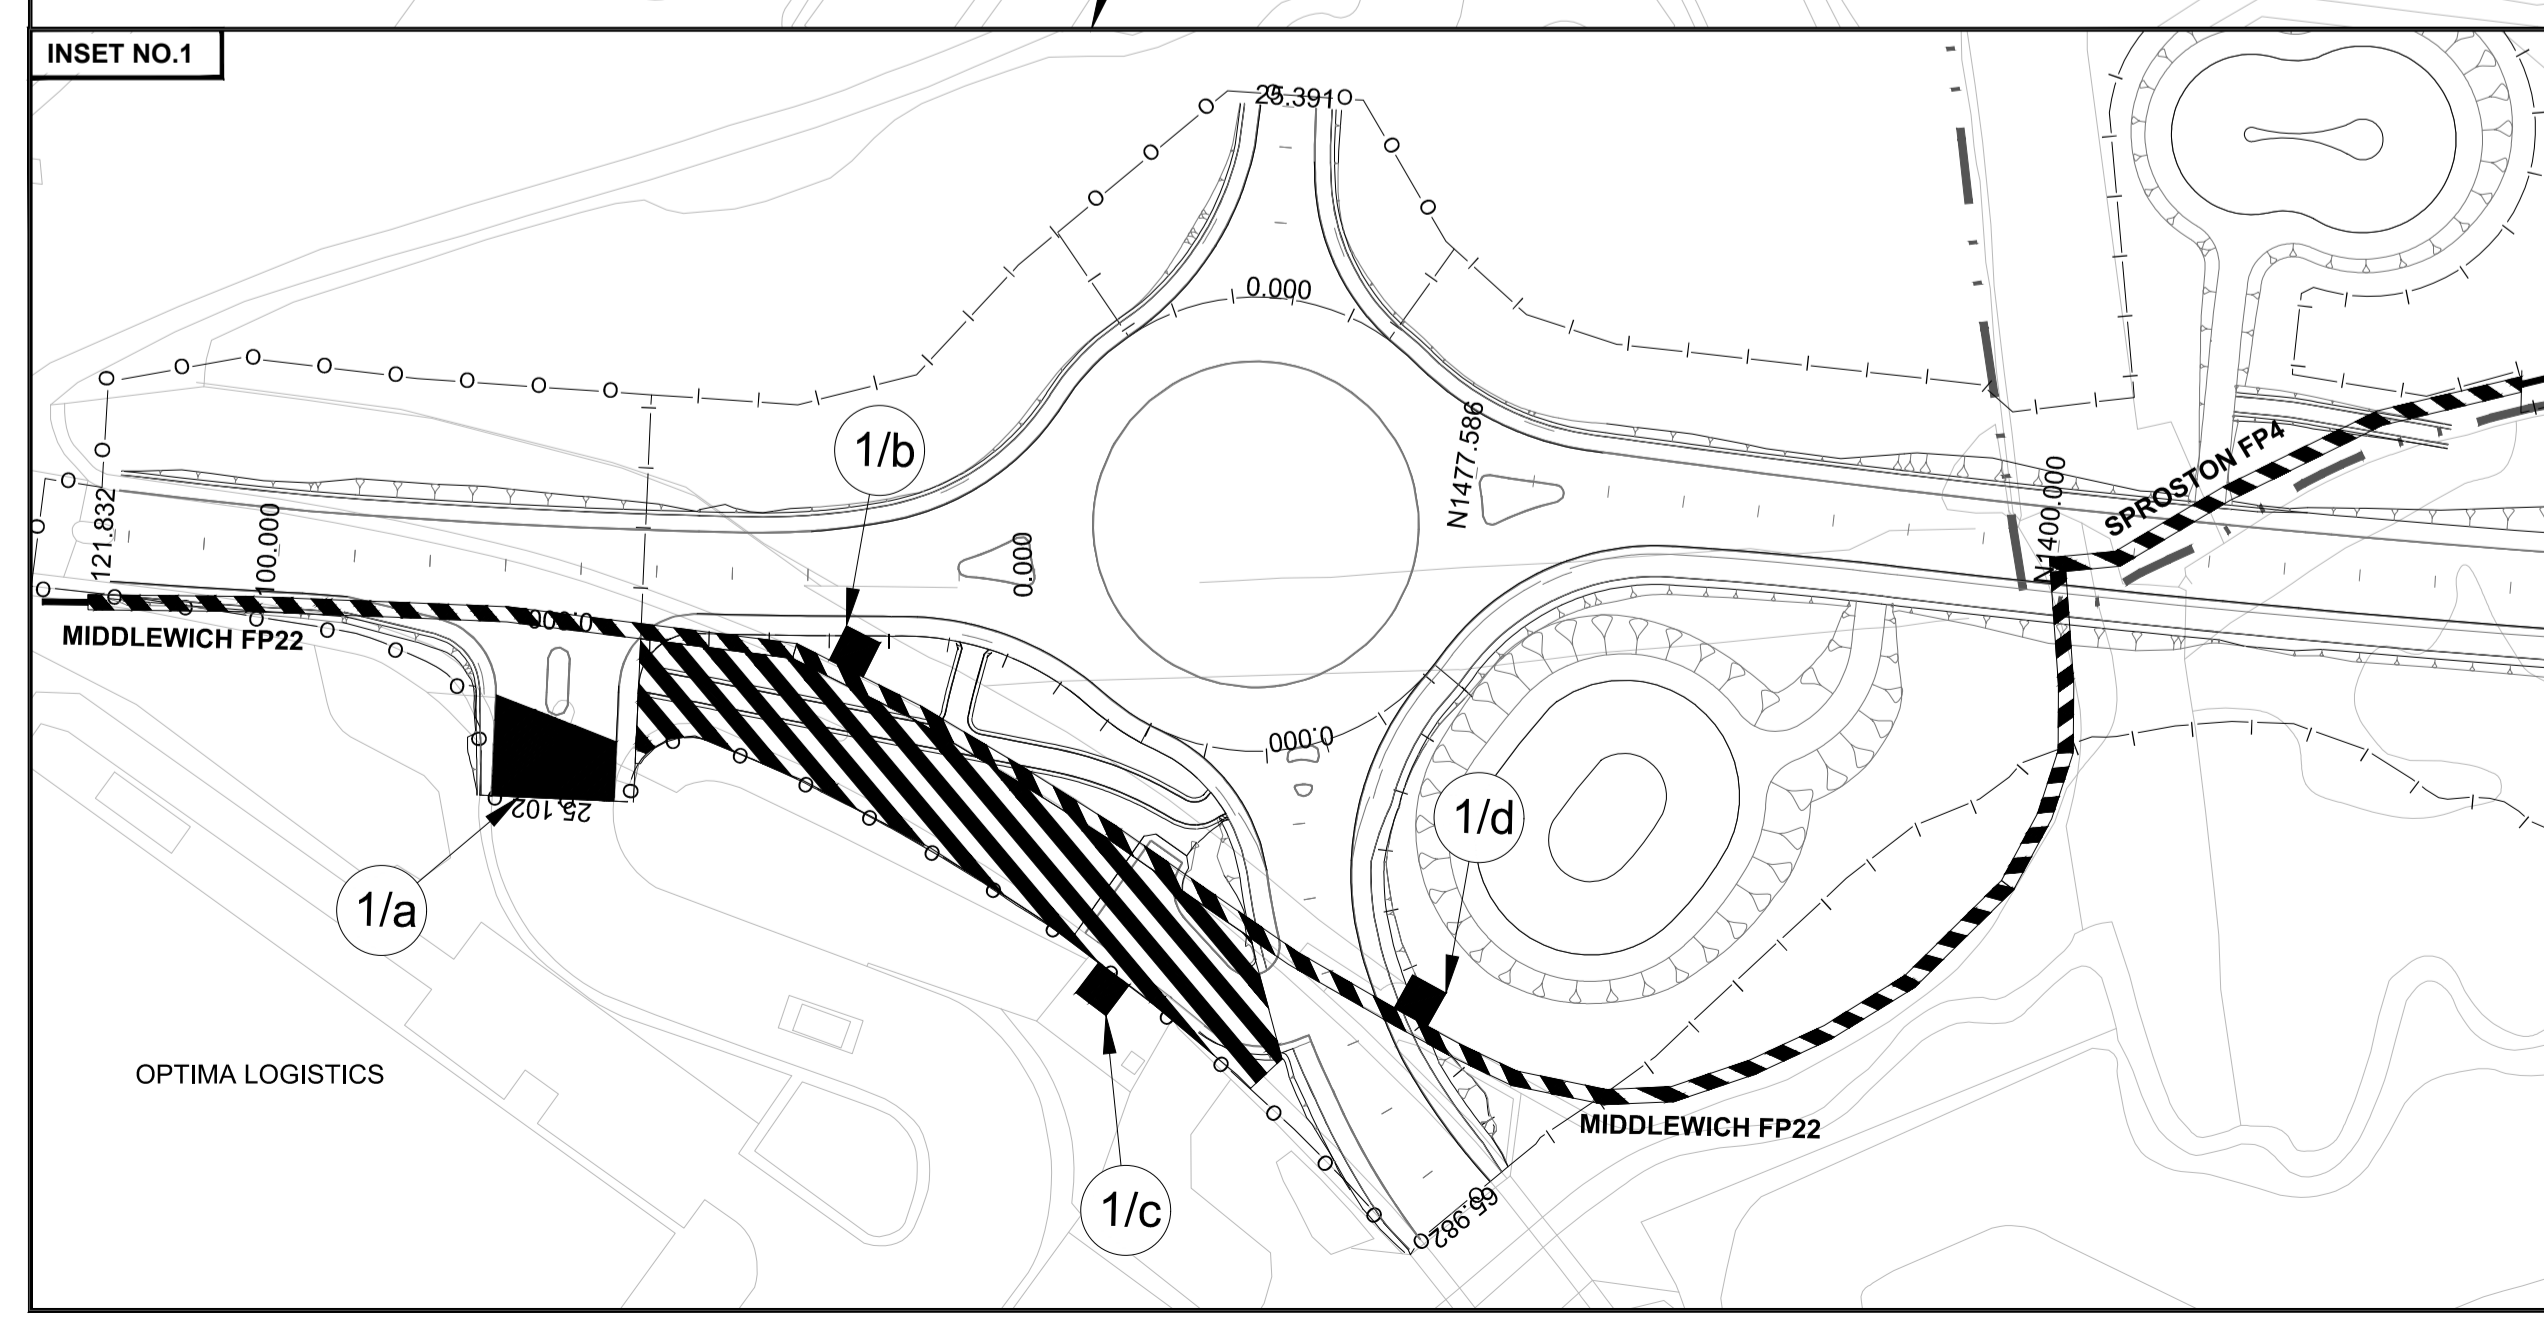 INSET NO.1
25.391
0.000
1/b
N1477.586
SPROSTON FP4
N1400.000
121.832
100.000
0.000
0.000
MIDDLEWICH FP22
0.000
25.102
1/d
1/a
OPTIMA LOGISTICS
MIDDLEWICH FP22
1/c
65.982